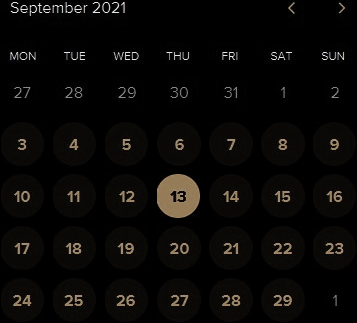 September 2021
MON TUE WED THU FRI SAT SUN
27 28 29 30 31 1 2
3 4 5 6 7 8 9
10 11 12 13 14 15 16
17 18 19 20 21 22 23
24 25 26 27 28 29 1